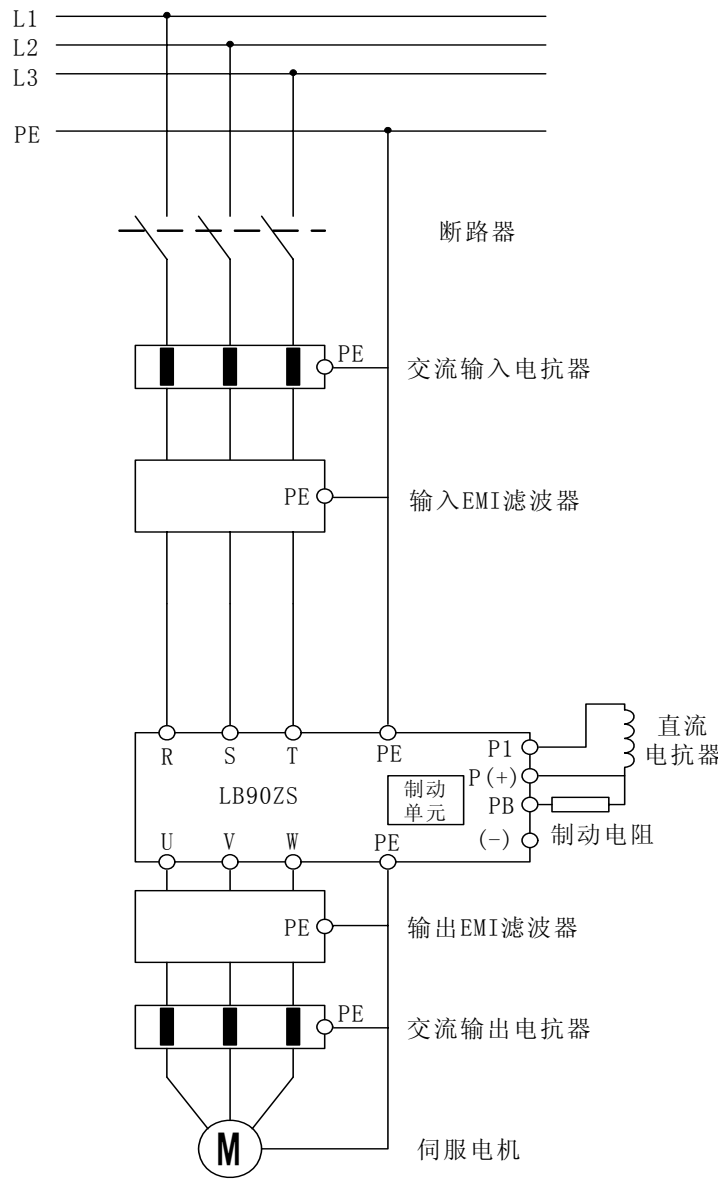 L1
L2
L3
PE
断路器
PE
交流输入电抗器
PE
输入EMI滤波器
R S T PE
P1
直流
电抗器
P(+)
LB90ZS
制动
单元
PB
(-)
制动电阻
U V W PE
PE
输出EMI滤波器
PE
交流输出电抗器
M
伺服电机